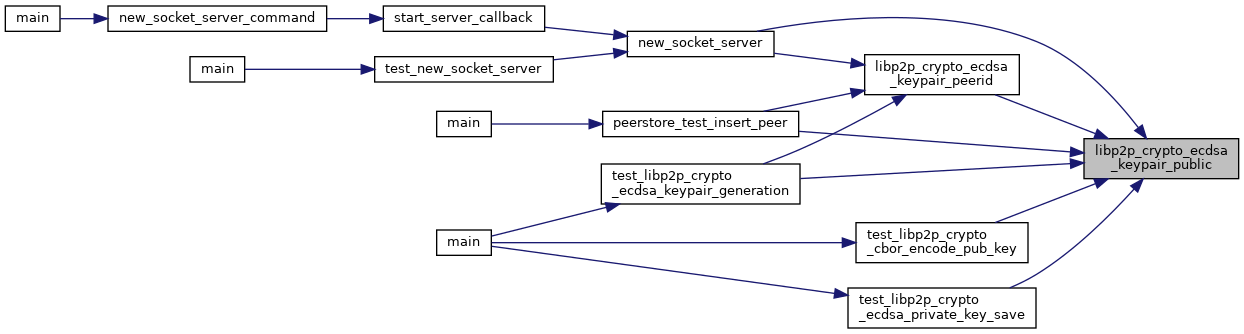 main
new_socket_server_command
start_server_callback
new_socket_server
main
test_new_socket_server
libp2p_crypto_ecdsa
_keypair_peerid
main
peerstore_test_insert_peer
libp2p_crypto_ecdsa
_keypair_public
test_libp2p_crypto
_ecdsa_keypair_generation
main
test_libp2p_crypto
_cbor_encode_pub_key
test_libp2p_crypto
_ecdsa_private_key_save